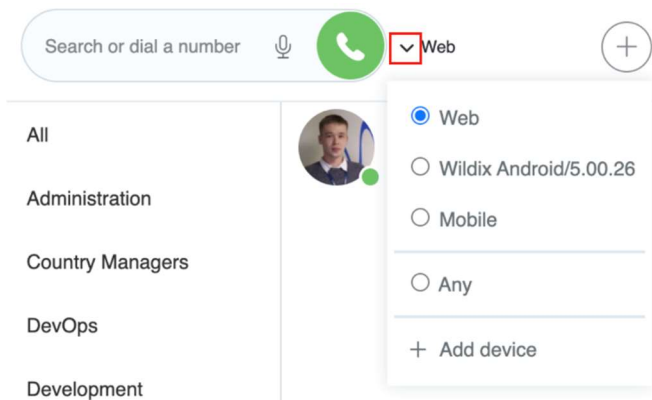 Search or dial a number
Web
All
Administration
Country Managers
DevOps
Development
Web
Wildix Android/5.00.26
Mobile
Any
+ Add device